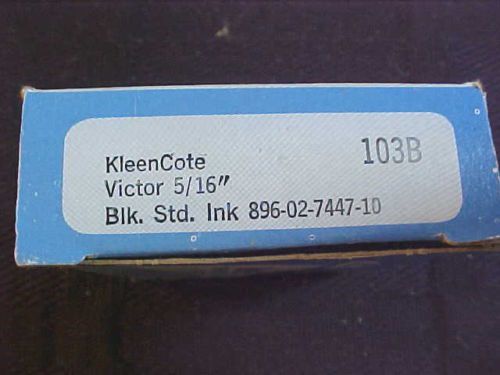 KleenCote 103B
Victor 5/16"
Blk. Std. Ink 896-02-7447-10